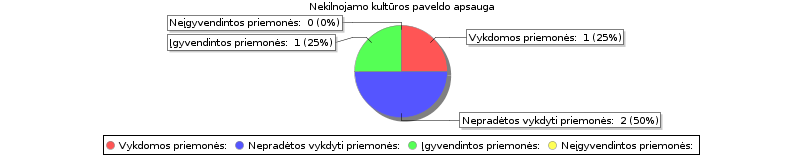 Nekilnojamo kultūros paveldo apsauga
Neįgyvendintos priemonės: 0 (0%)
Įgyvendintos priemonės: 1 (25%)
Vykdomos priemonės: 1 (25%)
Nepradėtos vykdyti priemonės: 2 (50%)
Vykdomos priemonės: Nepradėtos vykdyti priemonės: Įgyvendintos priemonės: Neįgyvendintos priemonės: